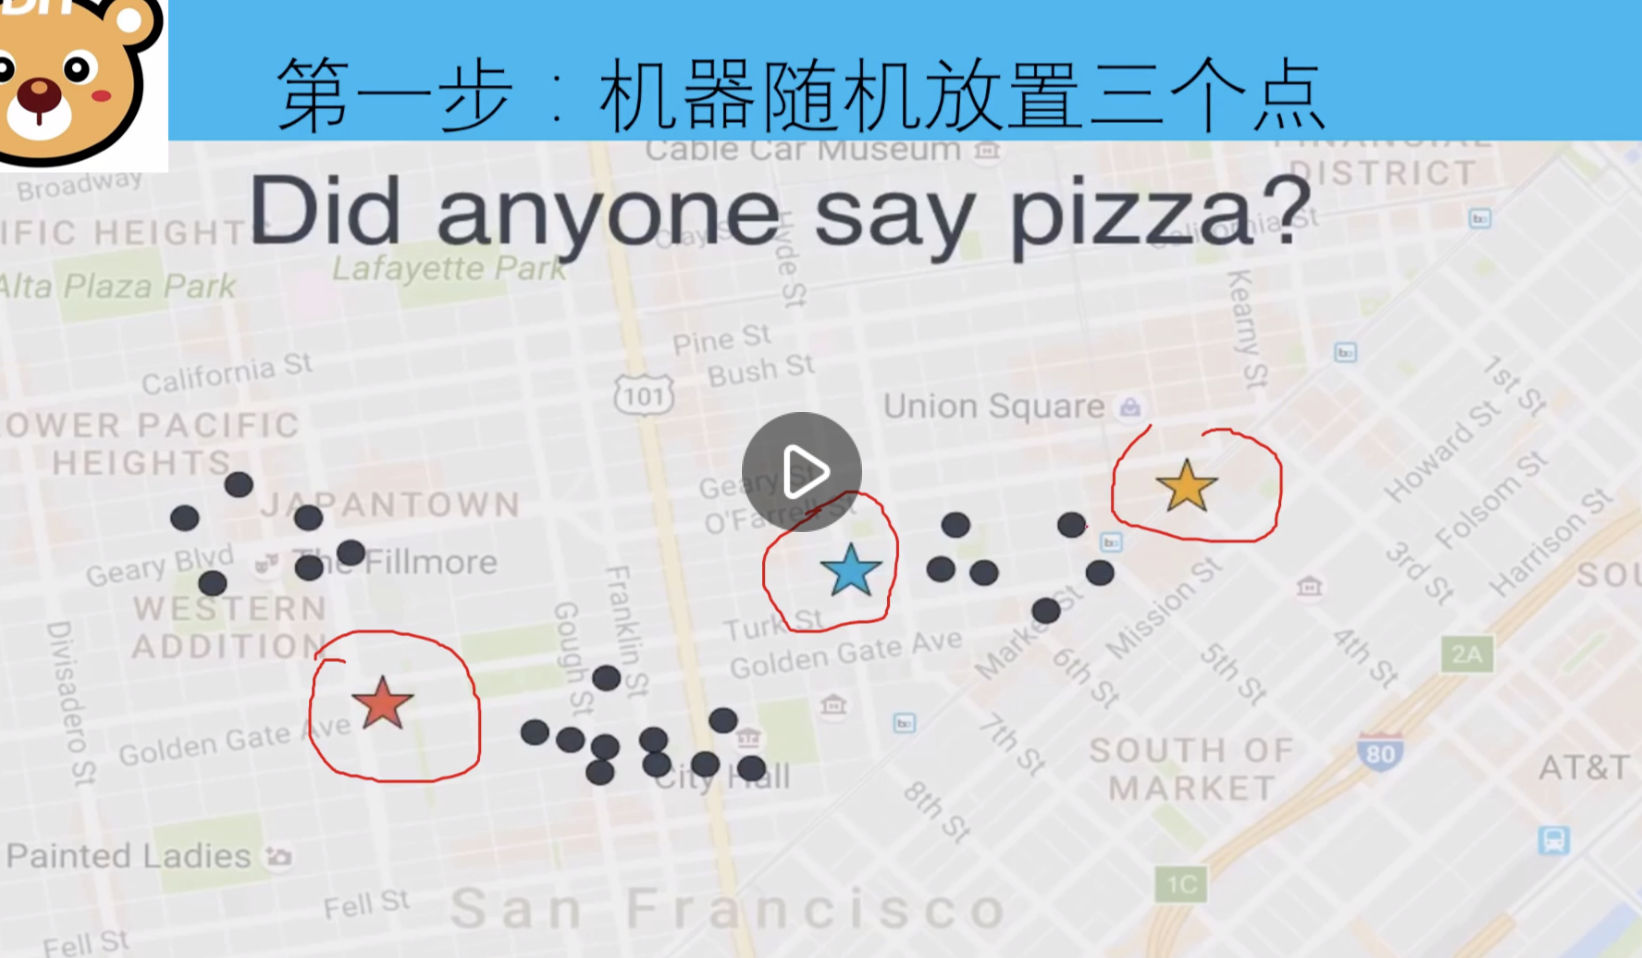 第一步：机器随机放置三个点
Cable Car Museum
DISTRICT
Broadway
Did anyone say pizza?
Clay St
Hyde St
California St
Alta Plaza Park
Lafayette Park
Kearny St
Pine St
Bush St
California St
101
1st St
Union Square
HEIGHTS
JAPANTOWN
Howard St
Folsom St
Harrison St
Geary St
O'Farrell St
Geary Blvd
The Fillmore
3rd St
WESTERN
ADDITION
Divisadero St
Gough St
Franklin St
Turk St
Golden Gate Ave
Market St
Mission St
6th St
5th St
4th St
2A
Golden Gate Ave
7th St
City Hall
SOUTH OF
MARKET
80
AT&T
8th St
Painted Ladies
1C
Fell St
San Francisco
Fell St